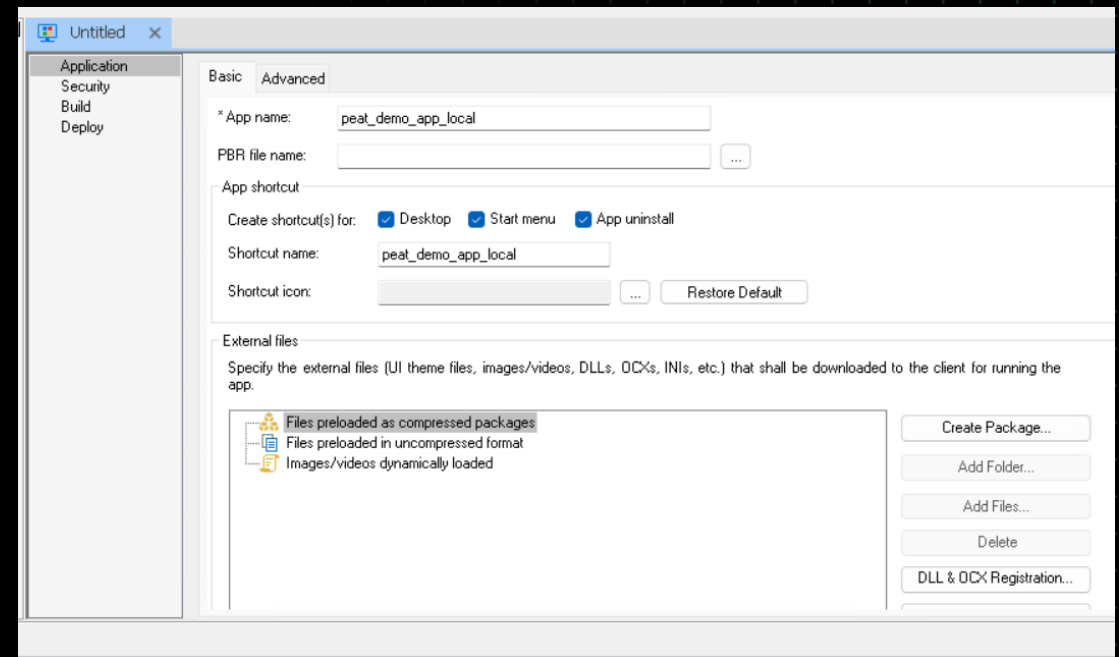 Untitled
Application
Security
Build
Deploy
Basic Advanced
* App name: peat_demo_app_local
PBR file name: ...
App shortcut
Create shortcut(s) for: Desktop Start menu App uninstall
Shortcut name: peat_demo_app_local
Shortcut icon: ... Restore Default
External files
Specify the external files (UI theme files, images/videos, DLLs, OCXs, INIs, etc.) that shall be downloaded to the client for running the
app.
Files preloaded as compressed packages
Files preloaded in uncompressed format
Images/videos dynamically loaded
Create Package...
Add Folder...
Add Files...
Delete
DLL & OCX Registration...